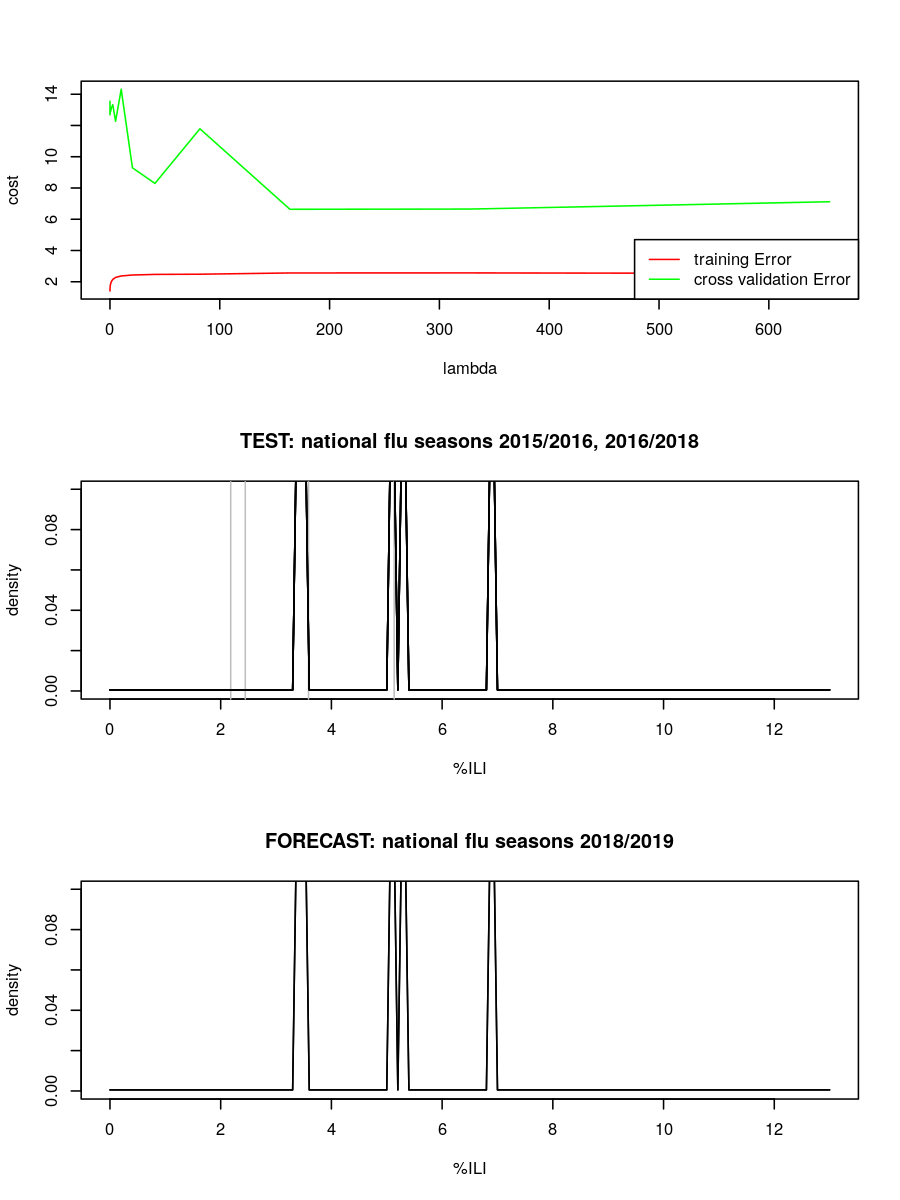 14
10
8
6
4
2
cost
training Error
cross validation Error
0 100 200 300 400 500 600
lambda
TEST: national flu seasons 2015/2016, 2016/2018
0.08
0.04
0.00
density
0 2 4 6 8 10 12
%ILI
FORECAST: national flu seasons 2018/2019
0.08
0.04
0.00
density
0 2 4 6 8 10 12
%ILI